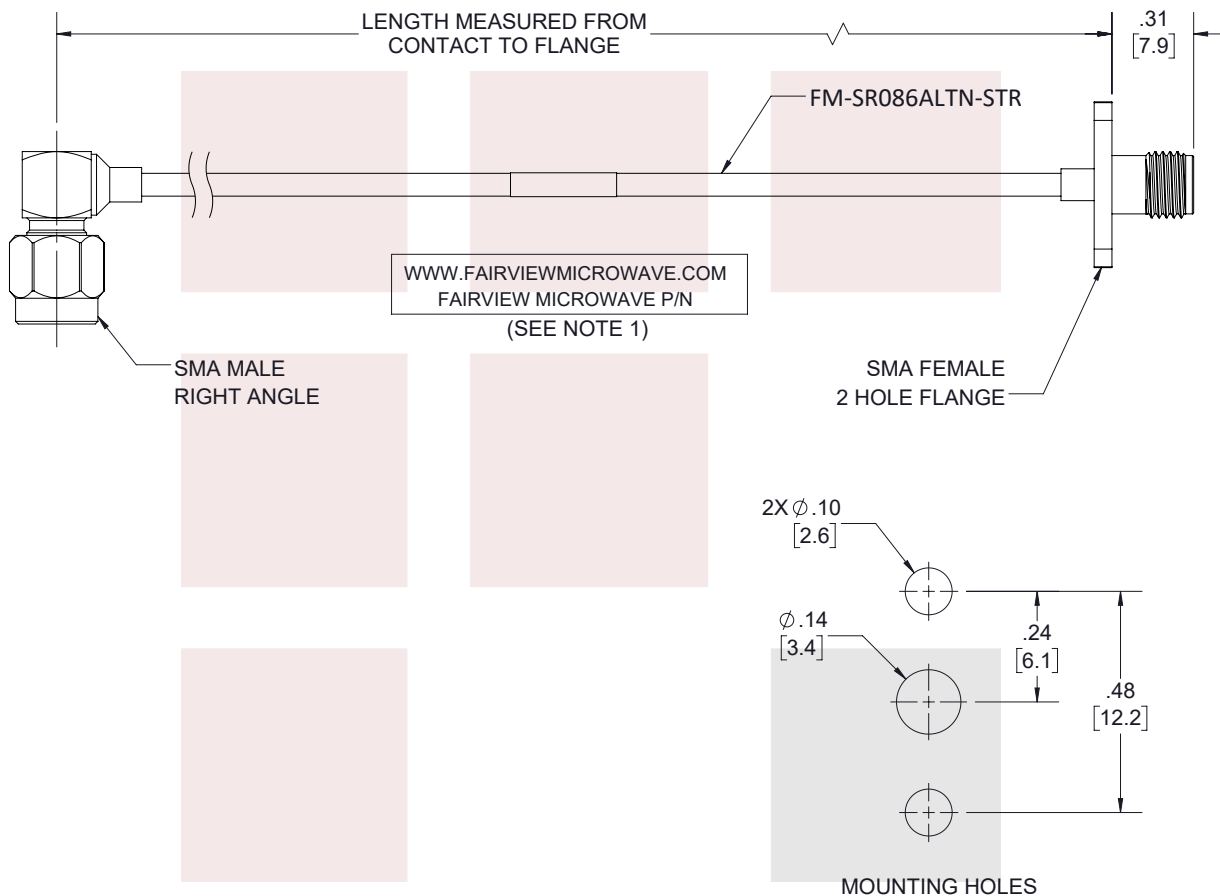 LENGTH MEASURED FROM
CONTACT TO FLANGE
.31
[7.9]
FM-SR086ALTN-STR
WWW.FAIRVIEWMICROWAVE.COM
FAIRVIEW MICROWAVE P/N
(SEE NOTE 1)
SMA MALE
RIGHT ANGLE
SMA FEMALE
2 HOLE FLANGE
2X ∅ .10
[2.6]
∅ .14
[3.4]
.24
[6.1]
.48
[12.2]
MOUNTING HOLES